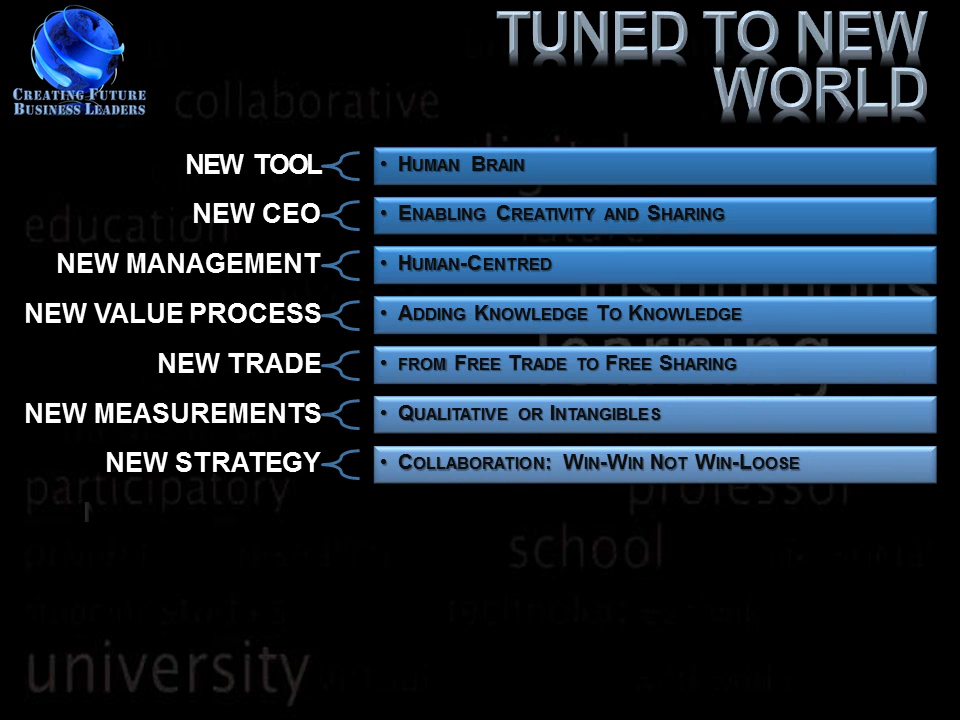 TUNED TO NEW
WORLD
CREATING FUTURE
BUSINESS LEADERS
collaborative
NEW TOOL
• HUMAN BRAIN
NEW CEO
• ENABLING CREATIVITY AND SHARING
education
NEW MANAGEMENT
• HUMAN-CENTRED
institutions
NEW VALUE PROCESS
• ADDING KNOWLEDGE TO KNOWLEDGE
learning
NEW TRADE
• FROM FREE TRADE TO FREE SHARING
NEW MEASUREMENTS
• QUALITATIVE OR INTANGIBLES
NEW STRATEGY
• COLLABORATION: WIN-WIN NOT WIN-LOOSE
participatory
professor
school
university